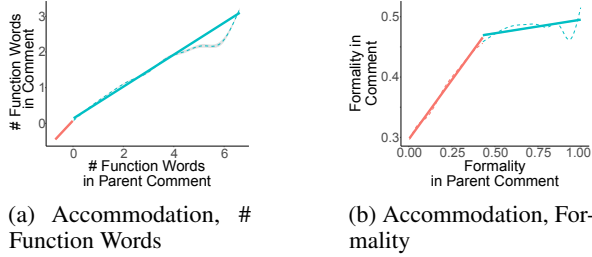 # Function Words
in Comment
3
2
1
0
0
2
4
6
# Function Words
in Parent Comment
(a) Accommodation, #
Function Words
Formality in
Comment
0.5
0.4
0.3
0.00
0.25
0.50
0.75
1.00
Formality
in Parent Comment
(b) Accommodation, For-
mality